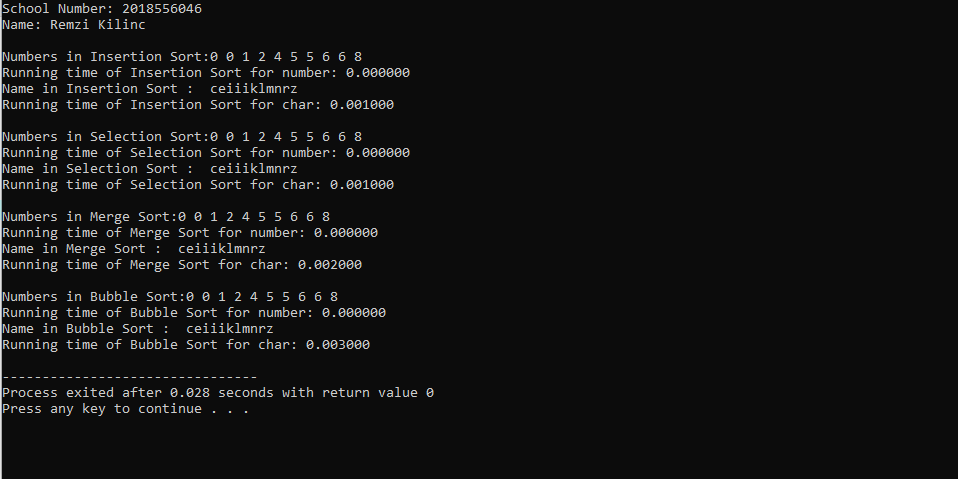 School Number: 2018556046
Name: Remzi Kilinc
Numbers in Insertion Sort:0 0 1 2 4 5 5 6 6 8
Running time of Insertion Sort for number: 0.000000
Name in Insertion Sort :  ceiiiklmnrz
Running time of Insertion Sort for char: 0.001000
Numbers in Selection Sort:0 0 1 2 4 5 5 6 6 8
Running time of Selection Sort for number: 0.000000
Name in Selection Sort :  ceiiiklmnrz
Running time of Selection Sort for char: 0.001000
Numbers in Merge Sort:0 0 1 2 4 5 5 6 6 8
Running time of Merge Sort for number: 0.000000
Name in Merge Sort :  ceiiiklmnrz
Running time of Merge Sort for char: 0.002000
Numbers in Bubble Sort:0 0 1 2 4 5 5 6 6 8
Running time of Bubble Sort for number: 0.000000
Name in Bubble Sort :  ceiiiklmnrz
Running time of Bubble Sort for char: 0.003000
--------------------------------
Process exited after 0.028 seconds with return value 0
Press any key to continue . . .